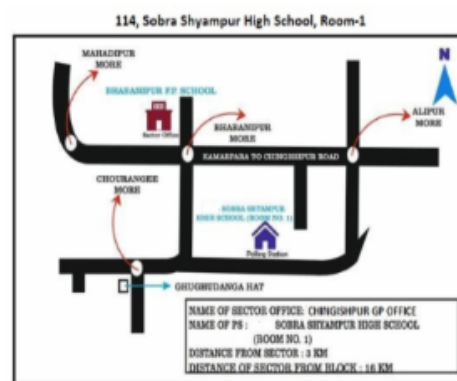 114, Sobra Shyampur High School, Room-1
MAHADIPUR
MORE
N
BHABANIPUR F.P. SCHOOL
Sector Office
BHABANIPUR
MORE
ALIPUR
MORE
KAMARPARA TO CHINGISHPUR ROAD
CHOURANGEE
MORE
SOBRA SHYAMPUR
HIGH SCHOOL (ROOM NO. 1)
Polling Station
GHUGHUDANGA HAT
NAME OF SECTOR OFFICE: CHINGISHPUR GP OFFICE
NAME OF PS : SOBRA SHYAMPUR HIGH SCHOOL
(ROOM NO. 1)
DISTANCE FROM SECTOR : 3 KM
DISTANCE OF SECTOR FROM BLOCK : 16 KM